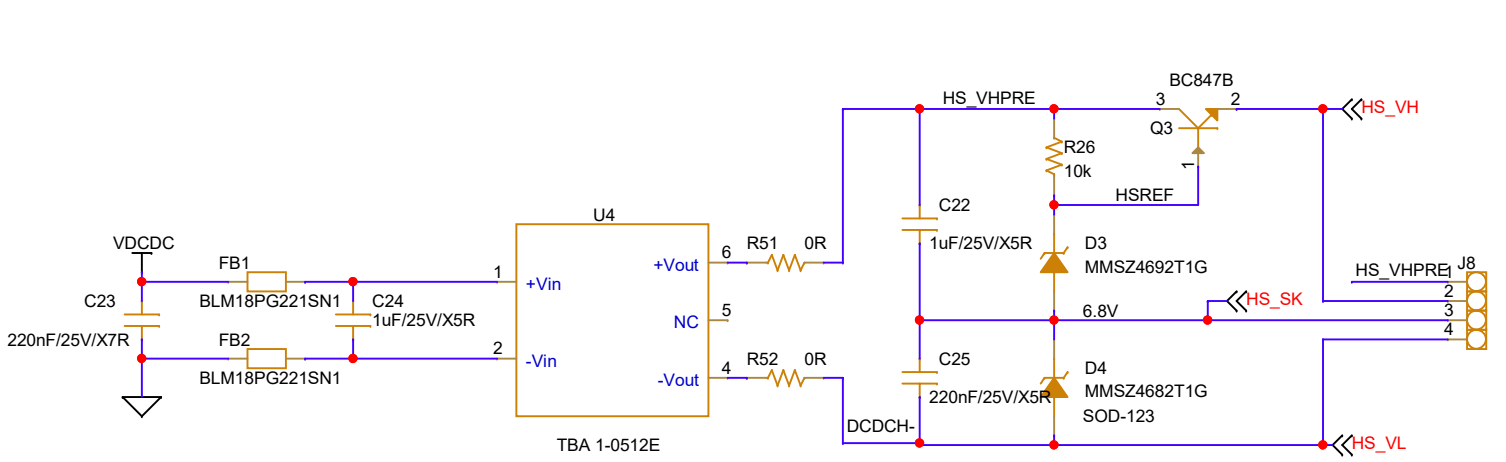 BC847B
HS_VHPRE
3
2
HS_VH
Q3
R26
10k
1
HSREF
C22
1uF/25V/X5R
U4
VDCDC
FB1
BLM18PG221SN1
C23
220nF/25V/X7R
C24
1uF/25V/X5R
1
+Vin
+Vout
6
R51
0R
D3
MMSZ4692T1G
HS_VHPRE
J8
1
2
3
4
HS_SK
6.8V
NC
5
FB2
BLM18PG221SN1
2
-Vin
-Vout
4
R52
0R
C25
220nF/25V/X5R
D4
MMSZ4682T1G
SOD-123
DCDCH-
HS_VL
TBA 1-0512E